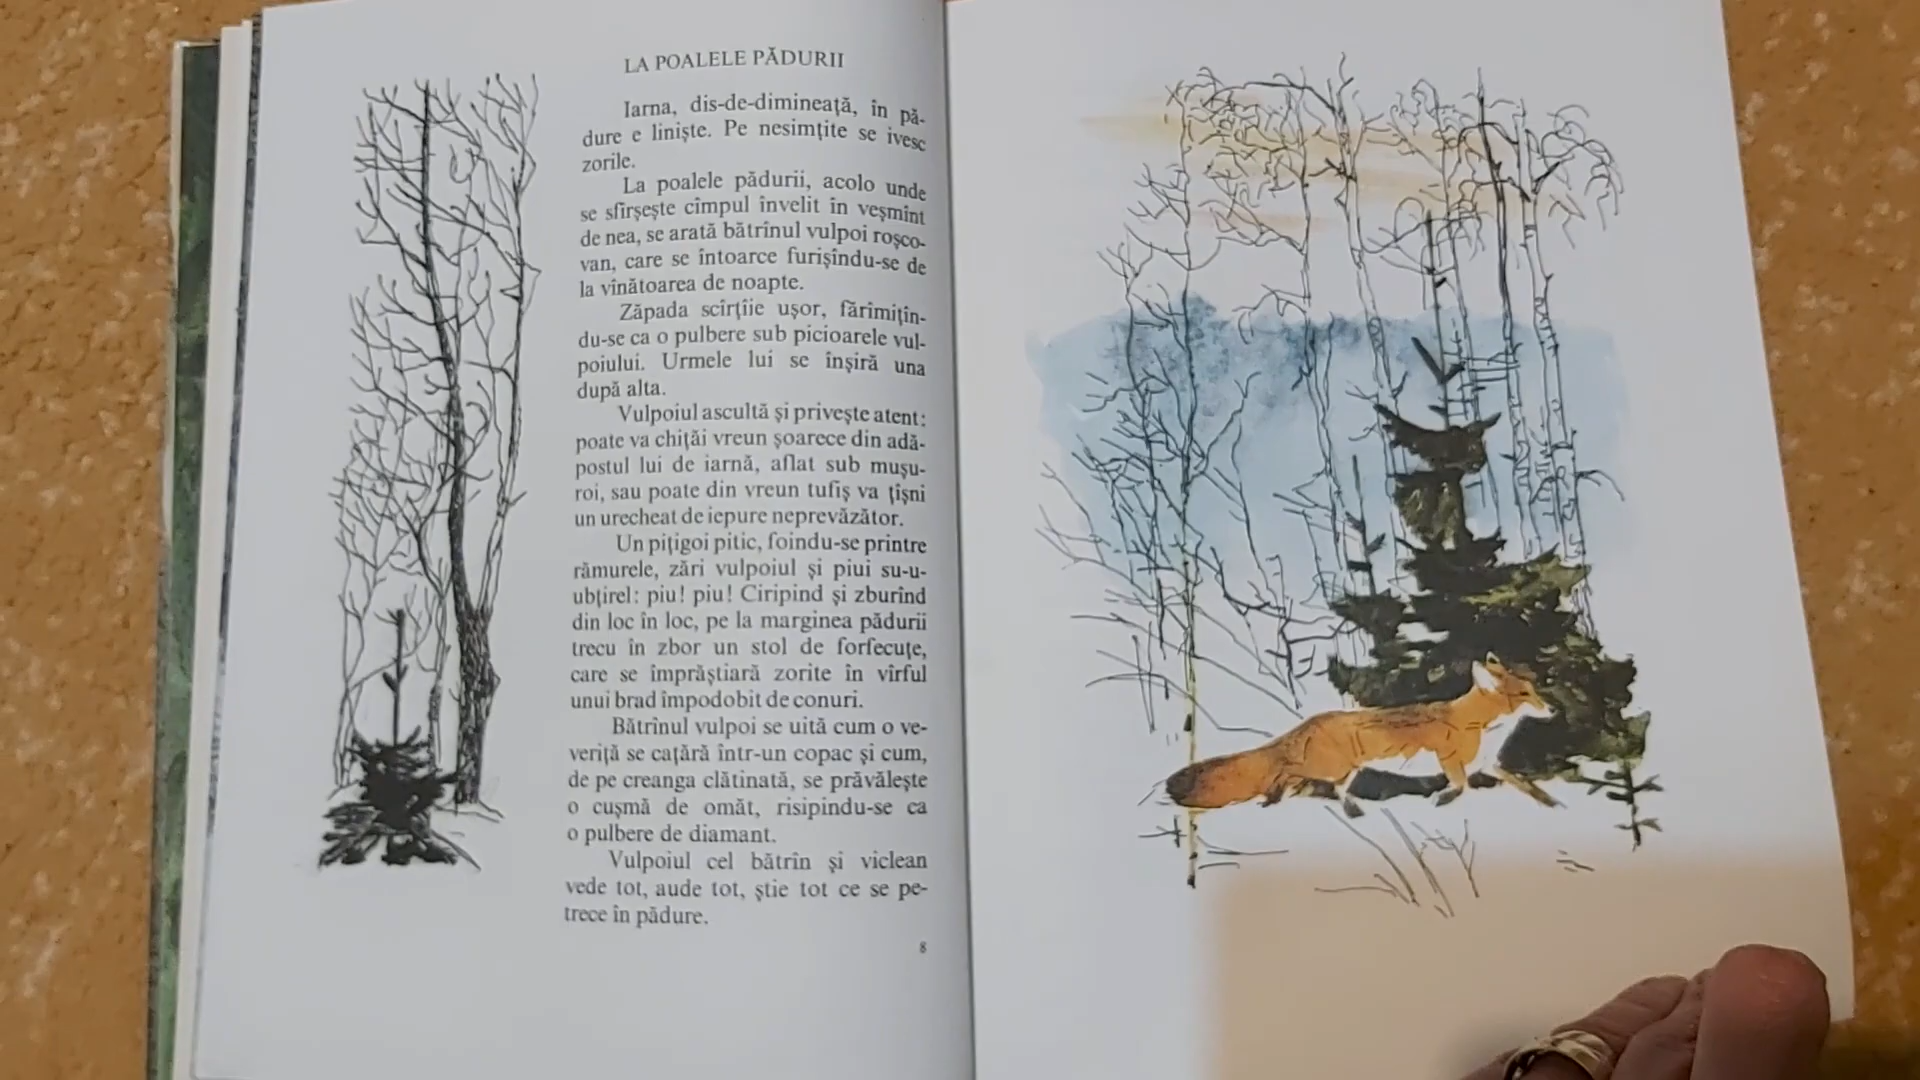 LA POALELE PĂDURII
Iarna, dis-de-dimineață, în pă-
dure e liniște. Pe nesimțite se ivesc
zorile.
La poalele pădurii, acolo unde
se sfîrșește cîmpul învelit în veșmînt
de nea, se arată bătrînul vulpoi roșco-
van, care se întoarce furișîndu-se de
la vînătoarea de noapte.
Zăpada scîrțîie ușor, fărîmițîn-
du-se ca o pulbere sub picioarele vul-
poiului. Urmele lui se înșiră una
după alta.
Vulpoiul ascultă și privește atent:
poate va chițăi vreun șoarece din adă-
postul lui de iarnă, aflat sub mușu-
roi, sau poate din vreun tufiș va țîșni
un urecheat de iepure neprevăzător.
Un pițigoi pitic, foindu-se printre
rămurele, zări vulpoiul și piui su-u-
ubțirel: piu! piu! Ciripind și zburînd
din loc în loc, pe la marginea pădurii
trecu în zbor un stol de forfecuțe,
care se împrăștiară zorite în vîrful
unui brad împodobit de conuri.
Bătrînul vulpoi se uită cum o ve-
veriță se cațără într-un copac și cum,
de pe creanga clătinată, se prăvălește
o cușmă de omăt, risipindu-se ca
o pulbere de diamant.
Vulpoiul cel bătrîn și viclean
vede tot, aude tot, știe tot ce se pe-
trece în pădure.
8